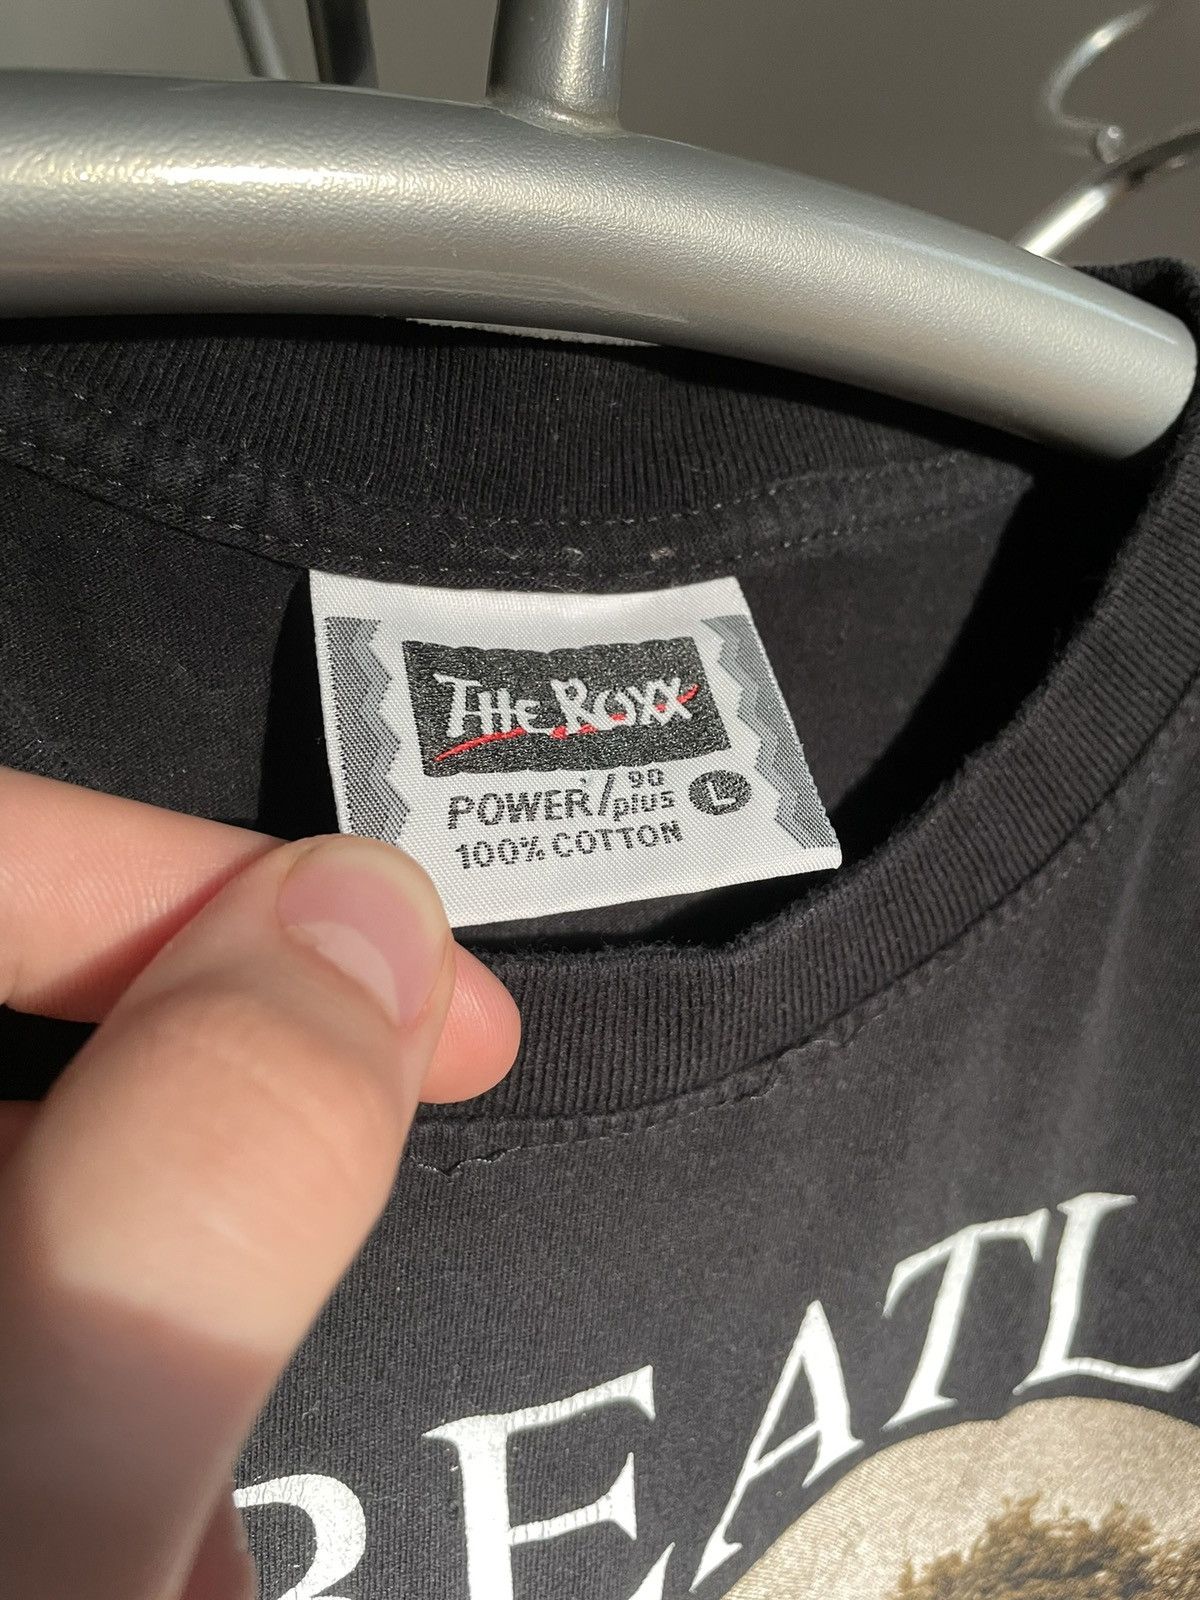 THE ROXX
POWER/90 plus L
100% COTTON
BEATL